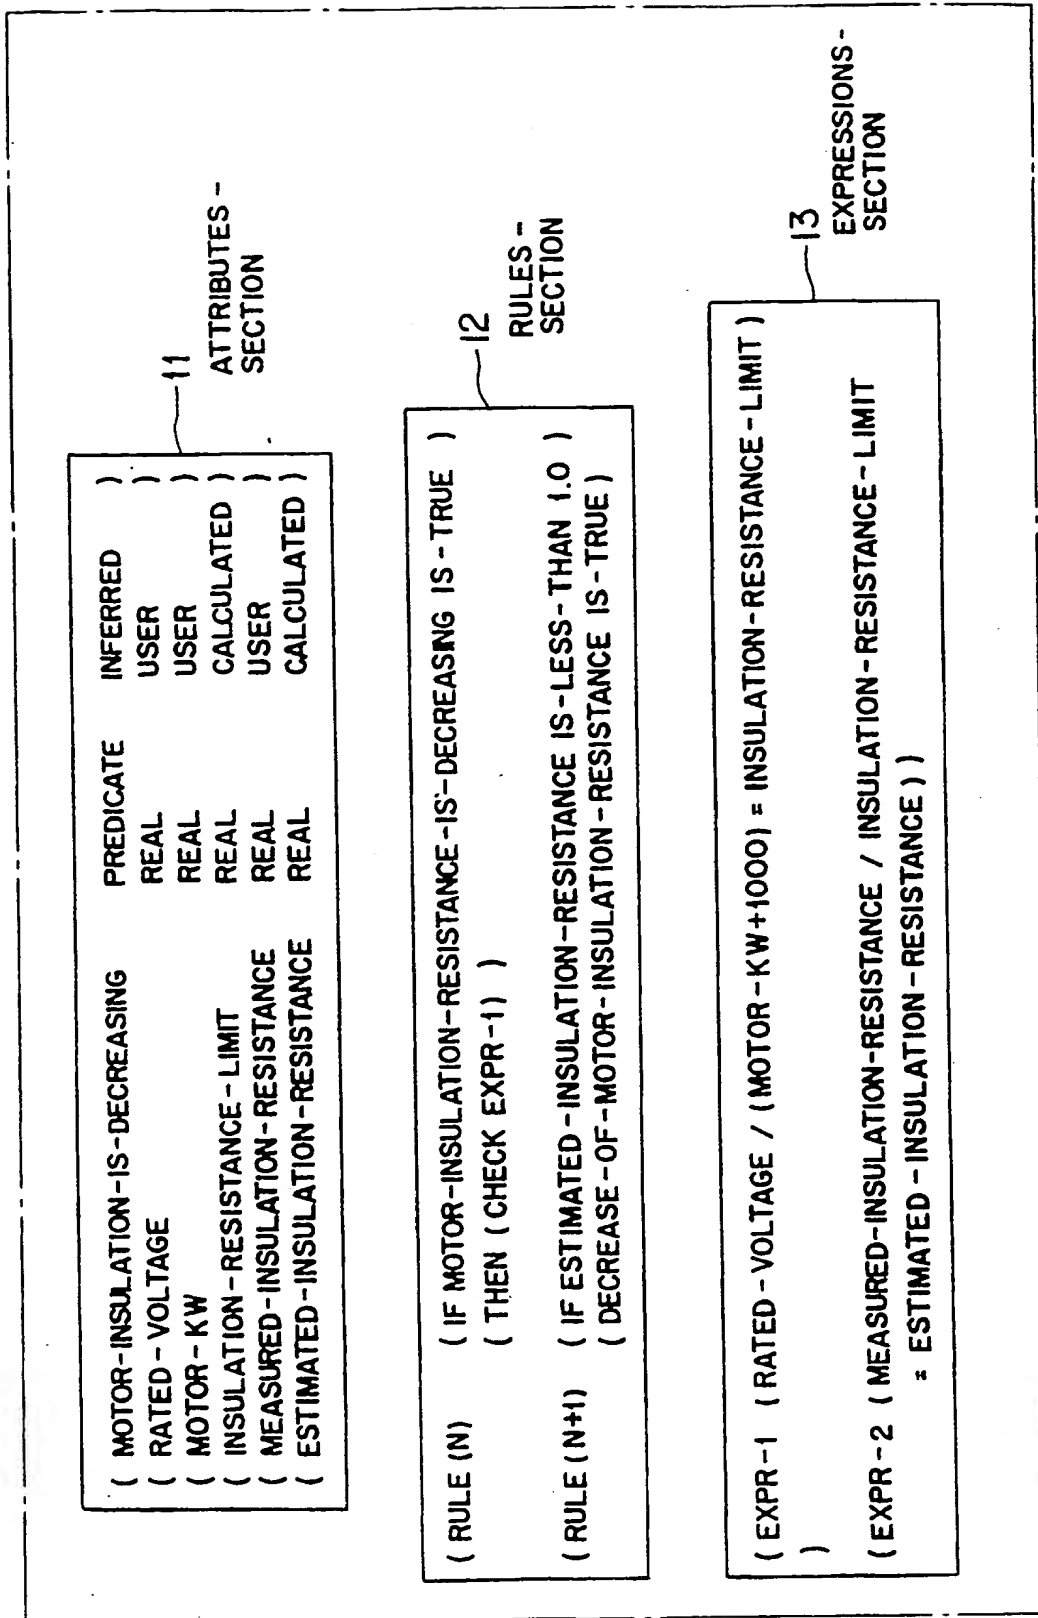 ( MOTOR-INSULATION-IS-DECREASING PREDICATE INFERRED )
( RATED-VOLTAGE REAL USER )
( MOTOR-KW REAL USER )
( INSULATION-RESISTANCE-LIMIT REAL CALCULATED )
( MEASURED-INSULATION-RESISTANCE REAL USER )
( ESTIMATED-INSULATION-RESISTANCE REAL CALCULATED )
11
ATTRIBUTES-
SECTION
( RULE (N) ( IF MOTOR-INSULATION-RESISTANCE-IS-DECREASING IS-TRUE )
( THEN ( CHECK EXPR-1) ) )
( RULE (N+1) ( IF ESTIMATED-INSULATION-RESISTANCE IS-LESS-THAN 1.0 )
( DECREASE-OF-MOTOR-INSULATION-RESISTANCE IS-TRUE )
12
RULES-
SECTION
( EXPR-1 ( RATED-VOLTAGE / (MOTOR-KW+1000) = INSULATION-RESISTANCE-LIMIT )
)
( EXPR-2 ( MEASURED-INSULATION-RESISTANCE / INSULATION-RESISTANCE-LIMIT
= ESTIMATED-INSULATION-RESISTANCE ) )
13
EXPRESSIONS-
SECTION